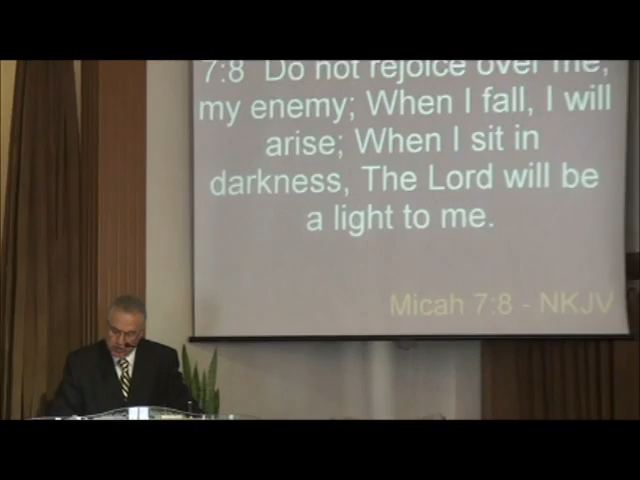 7:8 Do not rejoice over me,
my enemy; When I fall, I will
arise; When I sit in
darkness, The Lord will be
a light to me.
Micah 7:8 - NKJV